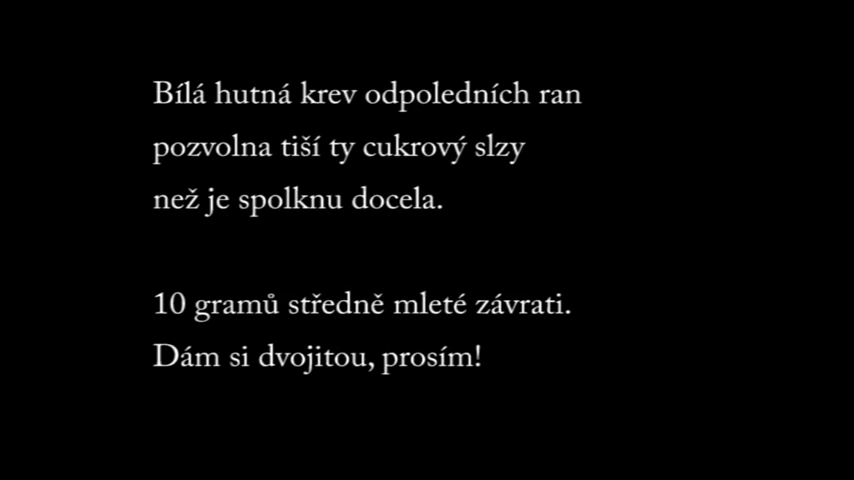 Bílá hutná krev odpoledních ran
pozvolna tiší ty cukrový slzy
než je spolknu docela.
10 gramů středně mleté závrati.
Dám si dvojitou, prosím!